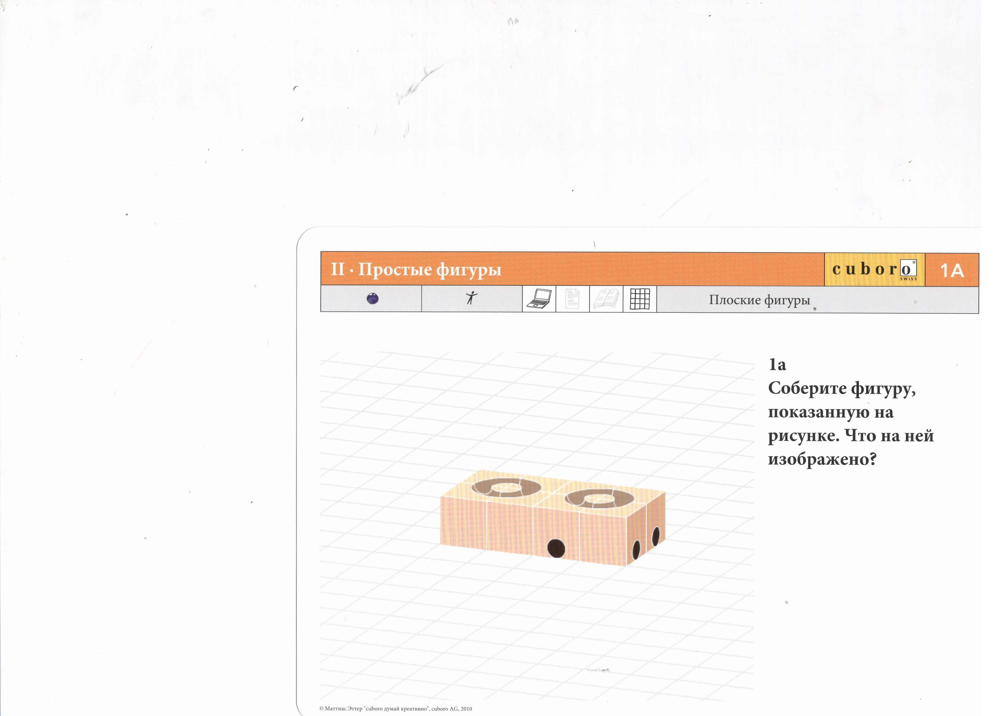 II · Простые фигуры
cuboro®
SWISS
1A
Плоские фигуры
1a
Соберите фигуру,
показанную на
рисунке. Что на ней
изображено?
© Маттиас Эттер "cuboro думай креативно", cuboro AG, 2010